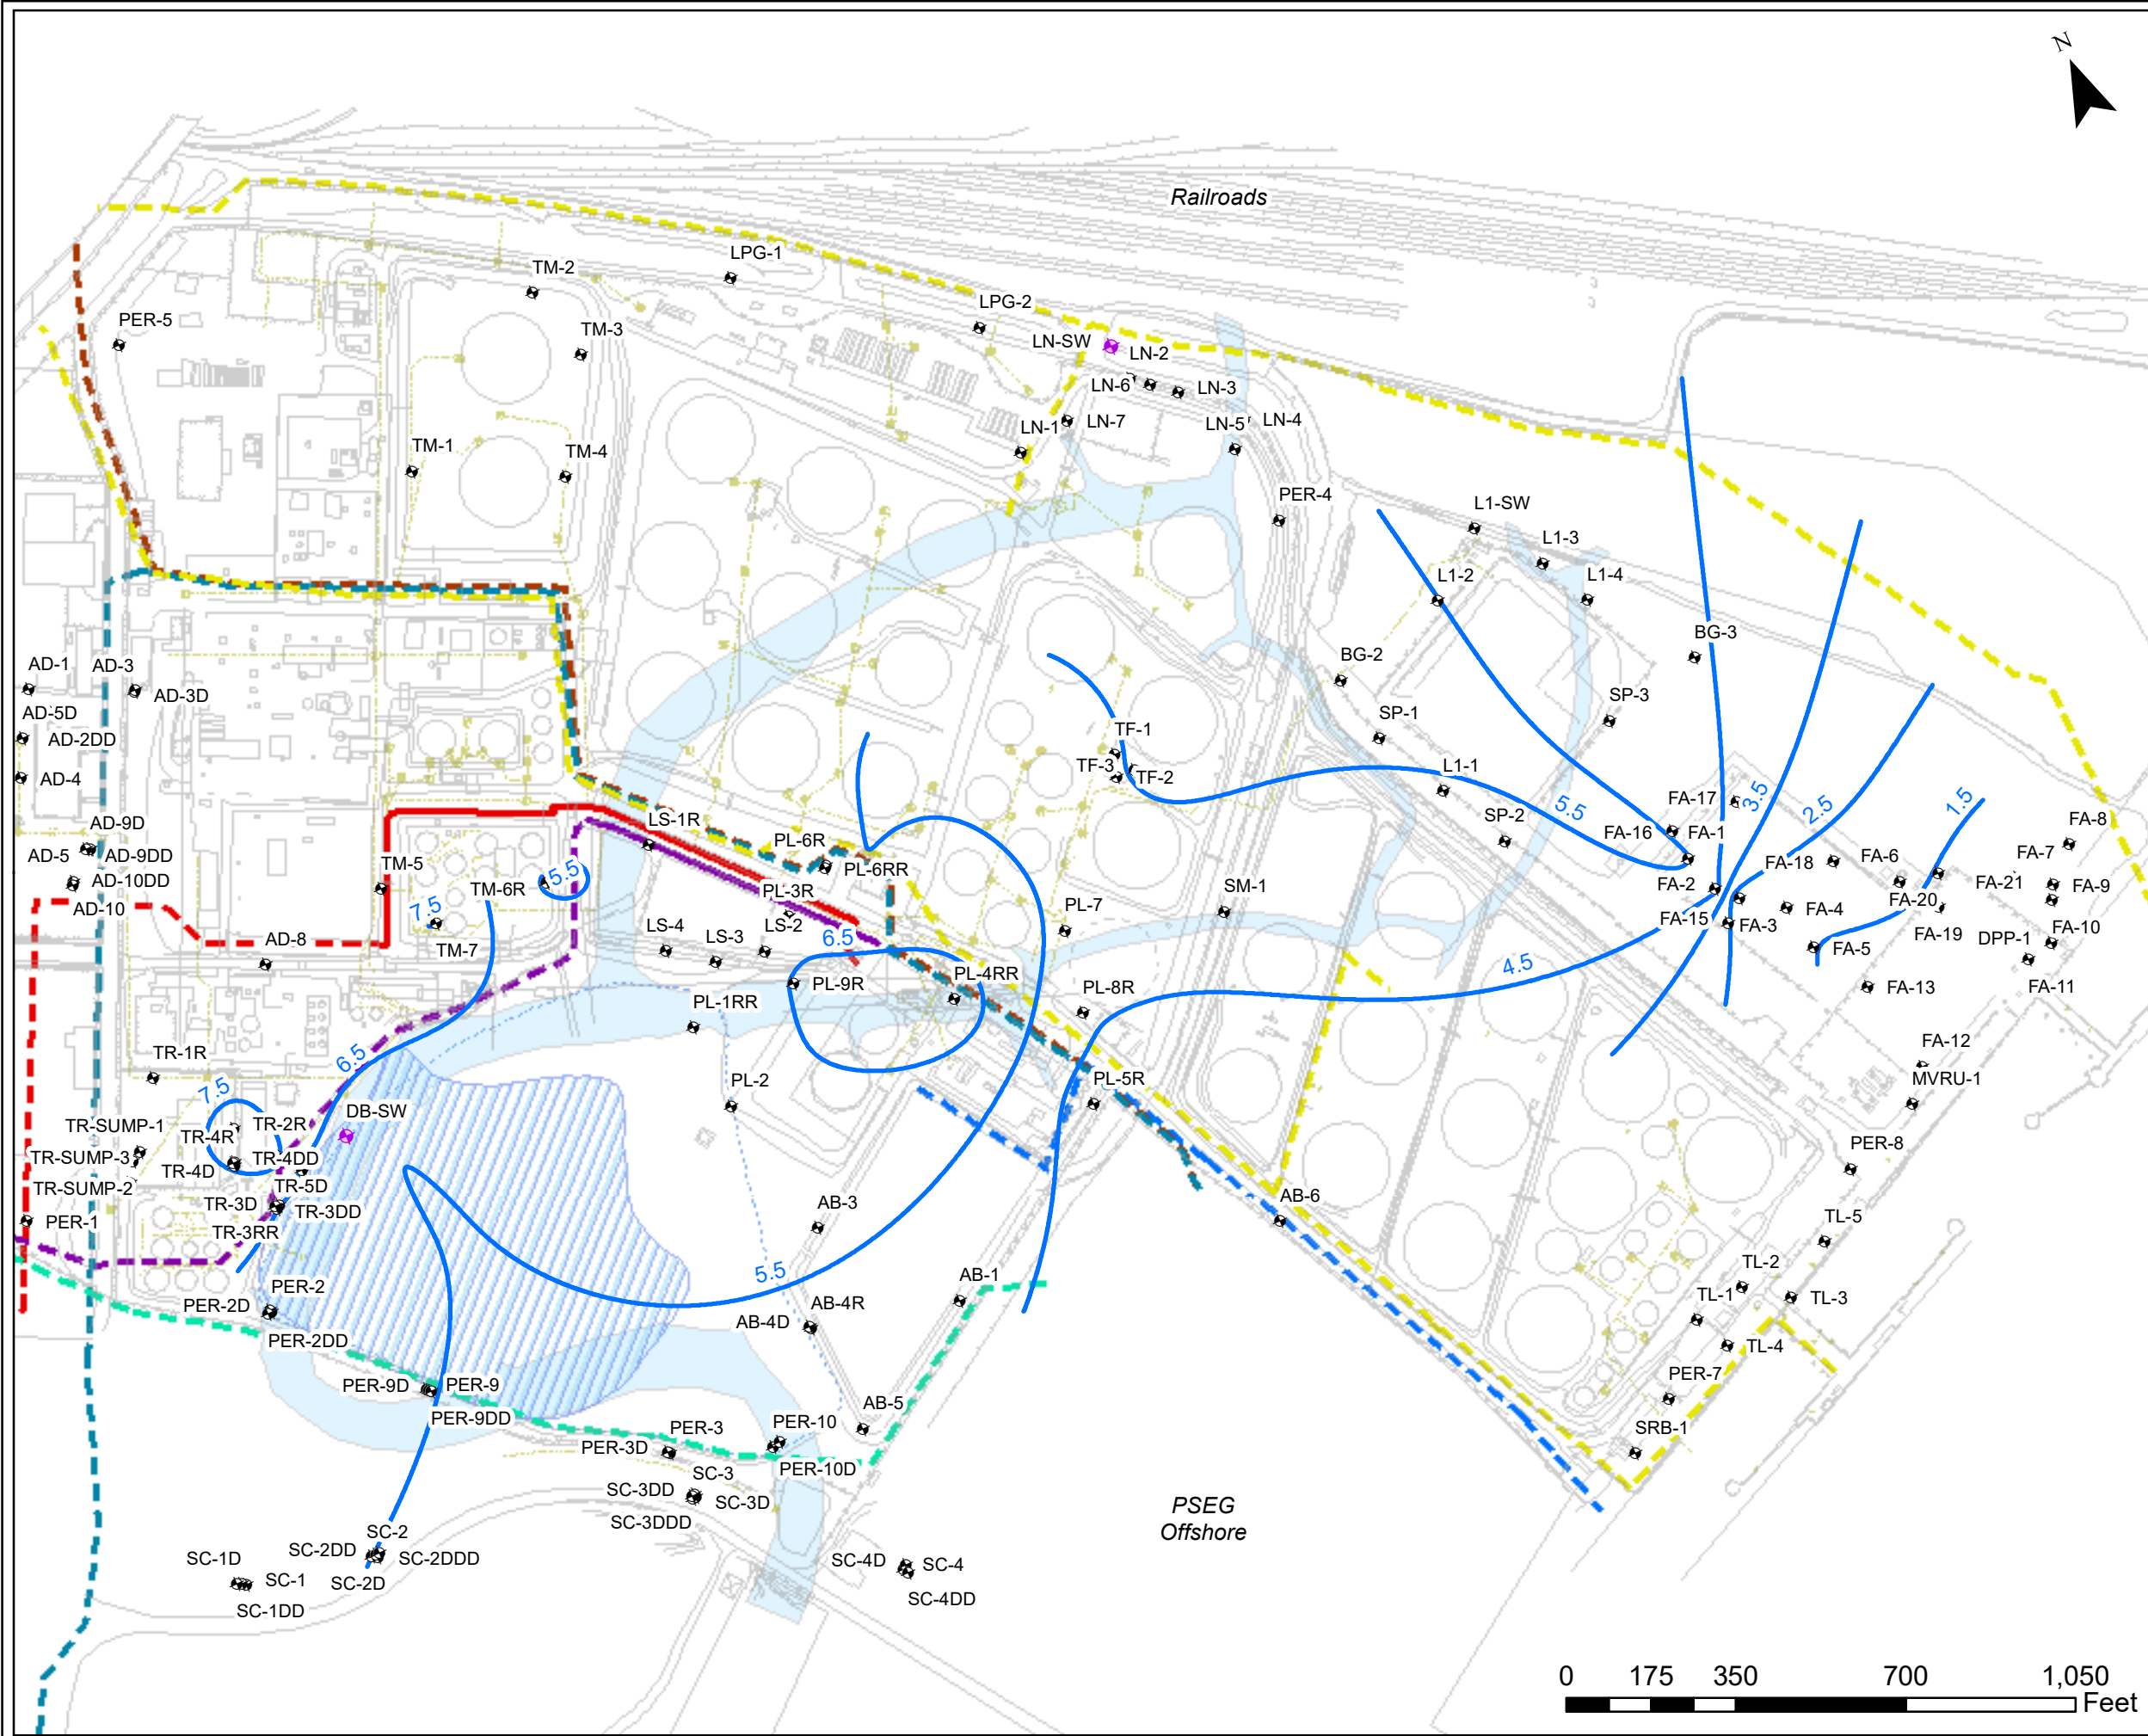 N
Railroads
LPG-1
TM-2
LPG-2
PER-5
TM-3
LN-SW
LN-2
LN-6
LN-3
LN-1
LN-7
LN-5
LN-4
TM-1
TM-4
PER-4
L1-SW
L1-3
L1-2
L1-4
BG-3
BG-2
AD-1
AD-3
AD-3D
SP-3
AD-5D
SP-1
AD-2DD
TF-1
TF-3
TF-2
L1-1
AD-4
5.5
FA-17
3.5
2.5
1.5
AD-9D
LS-1R
PL-6R
SP-2
FA-16
FA-1
FA-8
AD-5
AD-9DD
PL-6RR
FA-18
FA-6
FA-7
TM-5
5.5
AD-10DD
TM-6R
PL-3R
SM-1
FA-2
FA-21
FA-9
AD-10
7.5
FA-20
FA-4
PL-7
LS-4
LS-3
LS-2
6.5
FA-15
FA-3
FA-19
DPP-1
FA-10
AD-8
TM-7
FA-5
4.5
PL-9R
PL-4RR
PL-8R
FA-13
FA-11
PL-1RR
FA-12
TR-1R
6.5
7.5
PL-2
PL-5R
MVRU-1
DB-SW
TR-SUMP-1
TR-2R
TR-4R
PER-8
TR-SUMP-3
TR-4DD
TR-4D
TR-SUMP-2
TR-5D
AB-6
TR-3D
TR-3DD
AB-3
PER-1
TR-3RR
TL-5
5.5
AB-1
TL-2
PER-2
PER-2D
AB-4R
TL-1
TL-3
AB-4D
PER-2DD
TL-4
PER-9D
PER-9
PER-7
PER-9DD
AB-5
PER-3
PER-10
SRB-1
PER-3D
SC-3
PER-10D
SC-3DD
SC-3D
PSEG
Offshore
SC-3DDD
SC-2
SC-1D
SC-2DD
SC-2DDD
SC-4D
SC-4
SC-1
SC-2D
SC-4DD
SC-1DD
0 175 350 700 1,050
Feet